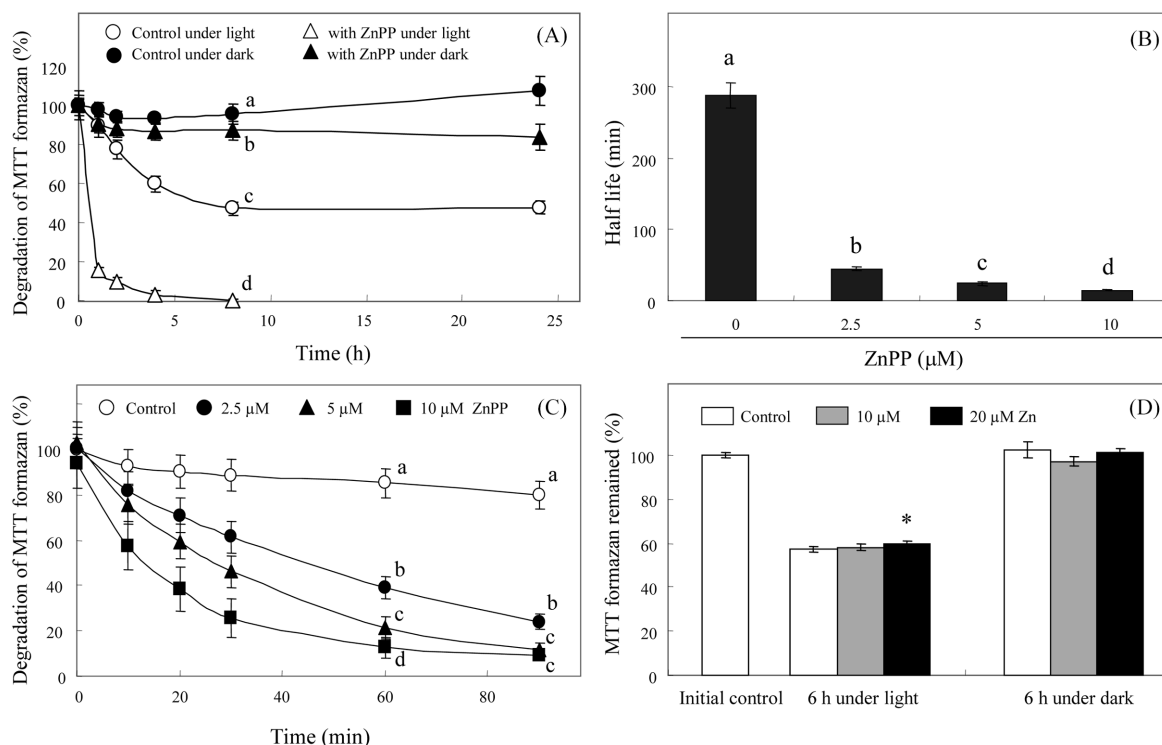 Control under light
with ZnPP under light
Control under dark
with ZnPP under dark
(A)
Degradation of MTT formazan (%)
120
100
80
60
40
20
0
a
b
c
d
0 5 10 15 20 25
Time (h)
(B)
Half life (min)
300
200
100
0
a
b
c
d
0 2.5 5 10
ZnPP (μM)
Control 2.5 μM 5 μM 10 μM ZnPP (C)
Degradation of MTT formazan (%)
100
80
60
40
20
0
a a
b b
c c
d c
0 20 40 60 80
Time (min)
Control 10 μM 20 μM Zn (D)
MTT formazan remained (%)
100
80
60
40
20
0
*
Initial control 6 h under light 6 h under dark